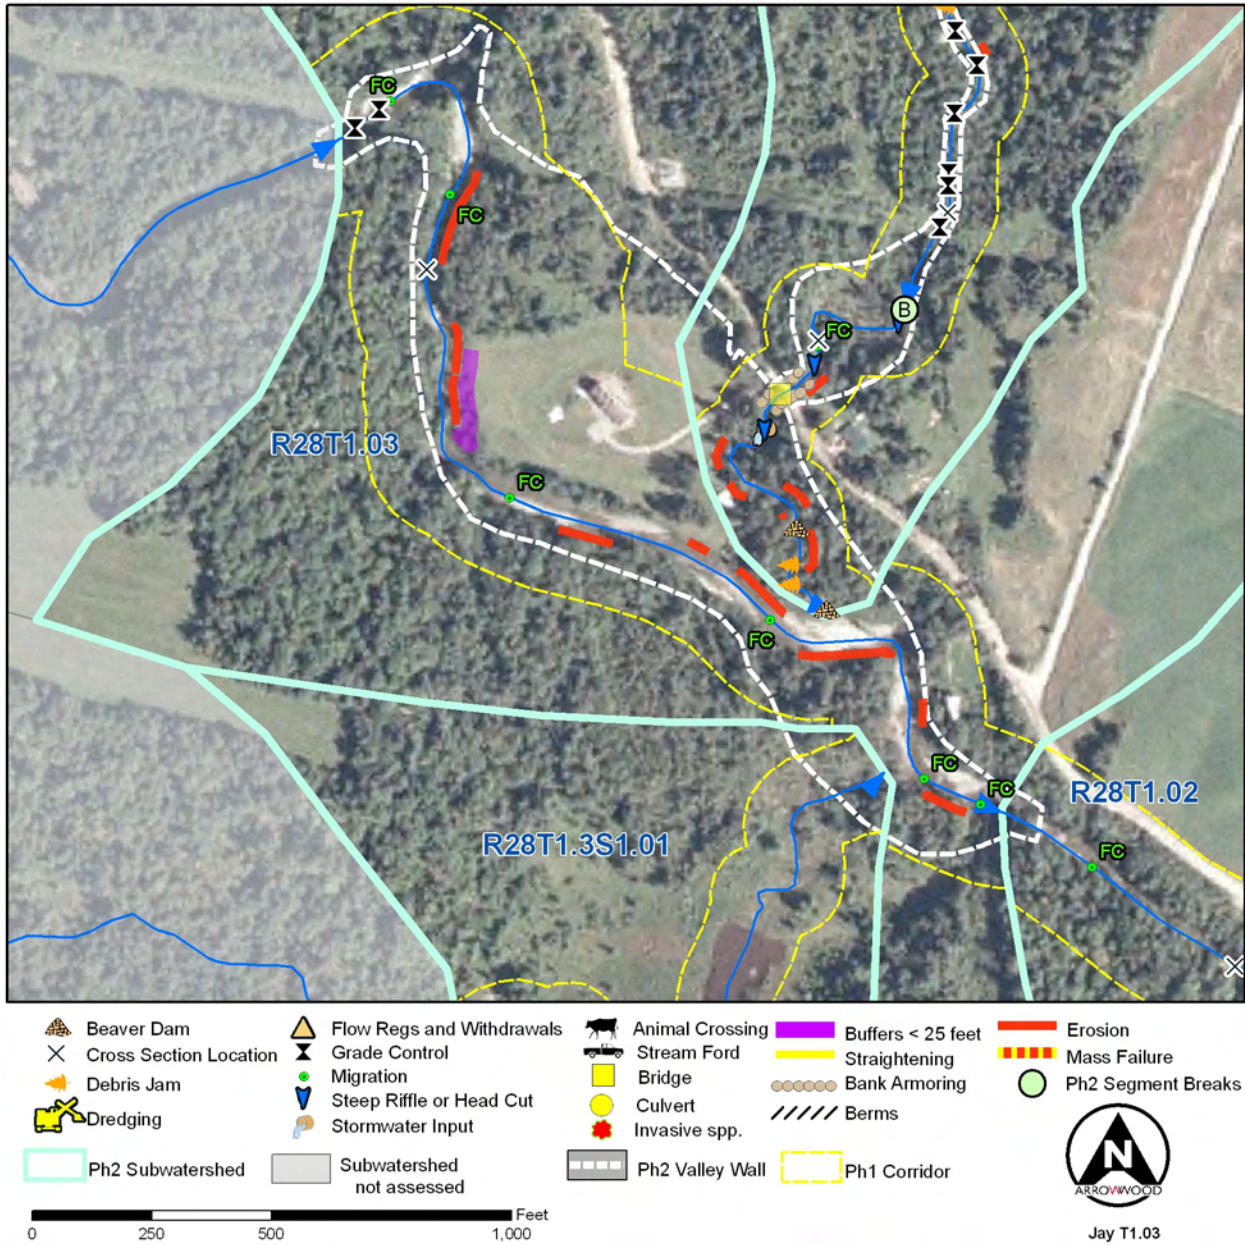 FC
FC
FC
B
R28T1.03
FC
FC
FC
FC
R28T1.02
R28T1.3S1.01
FC
Beaver Dam
Flow Regs and Withdrawals
Animal Crossing
Buffers < 25 feet
Erosion
Cross Section Location
Grade Control
Stream Ford
Straightening
Mass Failure
Debris Jam
Migration
Bridge
Bank Armoring
Ph2 Segment Breaks
Dredging
Steep Riffle or Head Cut
Culvert
Berms
Stormwater Input
Invasive spp.
Ph2 Subwatershed
Subwatershed
not assessed
Ph2 Valley Wall
Ph1 Corridor
N
ARROWWOOD
Feet
0 250 500 1,000
Jay T1.03